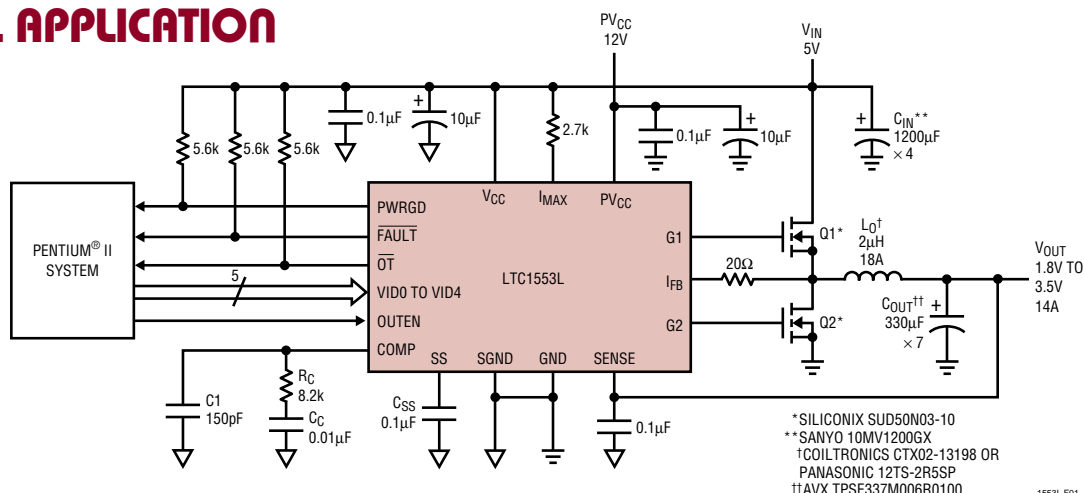 L APPLICATION
PVCC
12V
VIN
5V
0.1µF
+
10µF
2.7k
0.1µF
+
10µF
+
CIN**
1200µF
× 4
5.6k
5.6k
5.6k
PENTIUM® II
SYSTEM
5
PWRGD
FAULT
OT
VID0 TO VID4
OUTEN
COMP
VCC
IMAX
PVCC
LTC1553L
G1
IFB
G2
SS
SGND
GND
SENSE
20Ω
Q1*
Q2*
LO†
2µH
18A
VOUT
1.8V TO
3.5V
14A
COUT††
+
330µF
× 7
C1
150pF
RC
8.2k
CC
0.01µF
CSS
0.1µF
0.1µF
*SILICONIX SUD50N03-10
**SANYO 10MV1200GX
†COILTRONICS CTX02-13198 OR
PANASONIC 12TS-2R5SP
††AVX TPSE337M006R0100
1553L F01